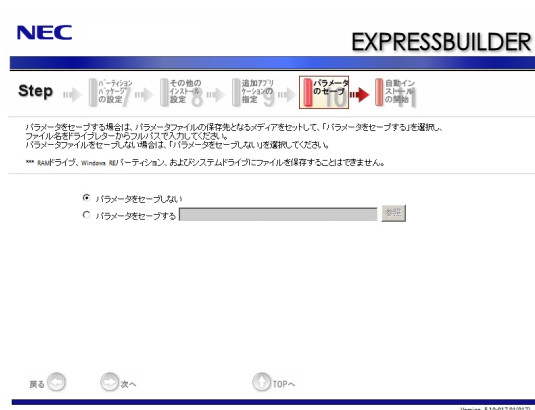 NEC
EXPRESSBUILDER
Step
パーティション
パッケージ
の設定
7
その他の
インストール
設定
8
追加アプリ
ケーションの
指定
9
パラメータ
のセーブ
10
自動イン
ストール
の開始
11
パラメータをセーブする場合は、パラメータファイルの保存先となるメディアをセットして、「パラメータをセーブする」を選択し、
ファイル名をドライブレターからフルパスで入力してください。
パラメータファイルをセーブしない場合は、「パラメータをセーブしない」を選択してください。
*** RAMドライブ、Windows REパーティション、およびシステムドライブにファイルを保存することはできません。
パラメータをセーブしない
パラメータをセーブする
参照
戻る
次へ
TOPへ